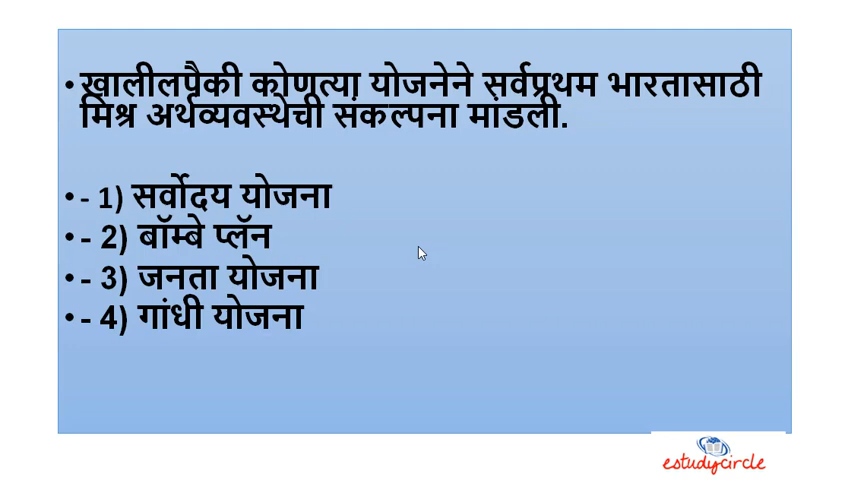 • खालीलपैकी कोणत्या योजनेने सर्वप्रथम भारतासाठी
मिश्र अर्थव्यवस्थेची संकल्पना मांडली.
• - 1) सर्वोदय योजना
• - 2) बॉम्बे प्लॅन
• - 3) जनता योजना
• - 4) गांधी योजना
estudycircle